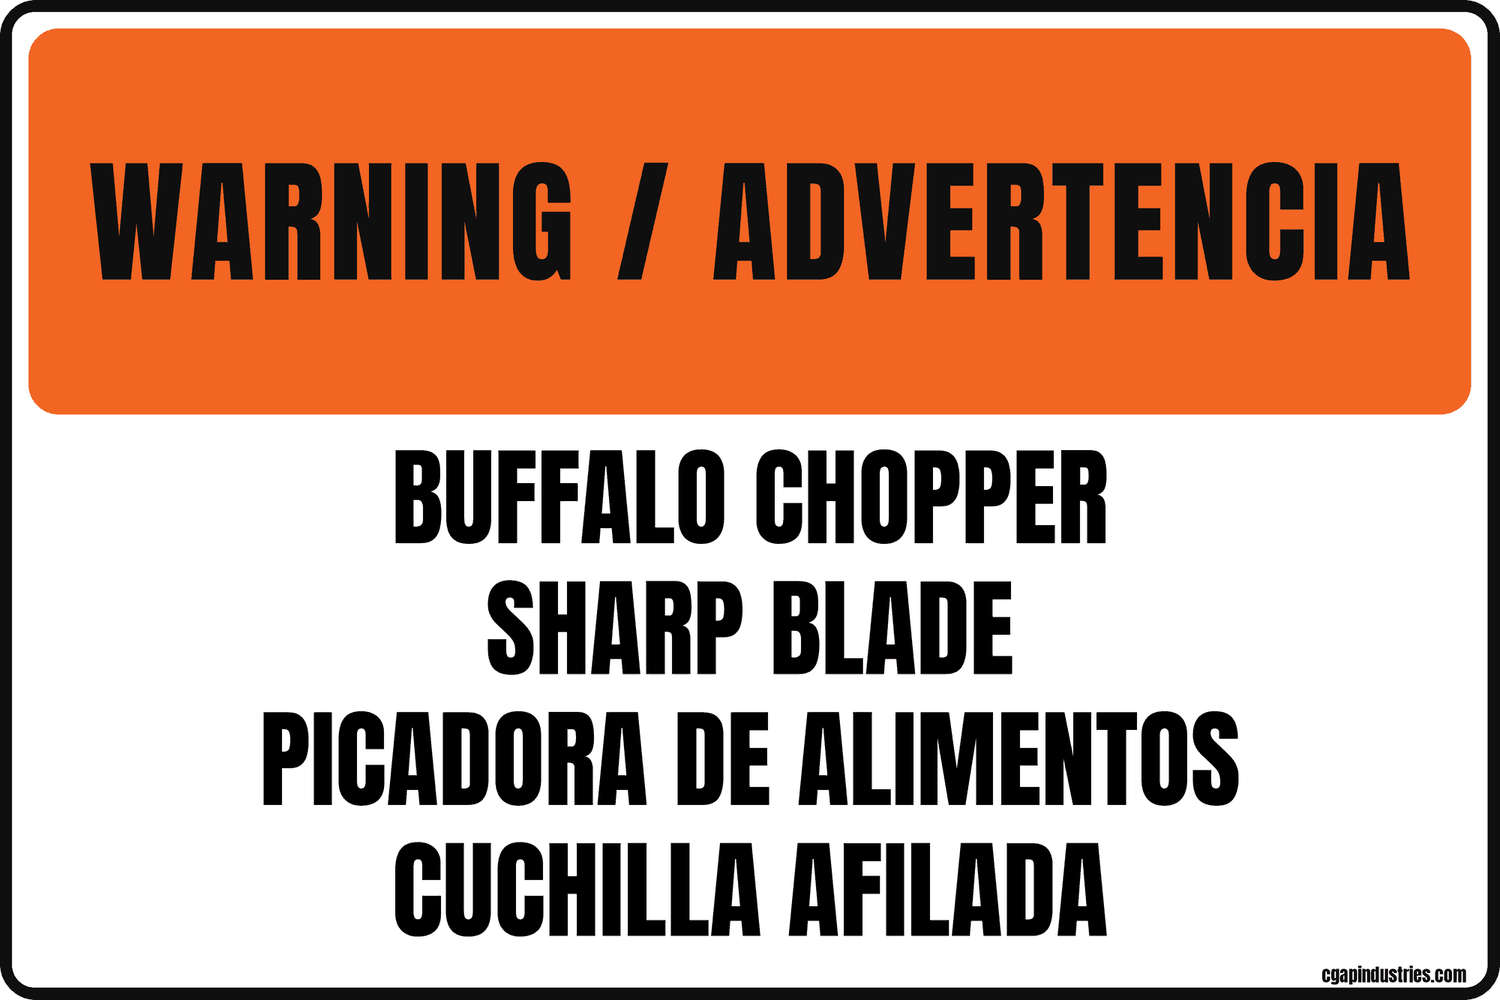 WARNING / ADVERTENCIA
BUFFALO CHOPPER
SHARP BLADE
PICADORA DE ALIMENTOS
CUCHILLA AFILADA
cgapindustries.com